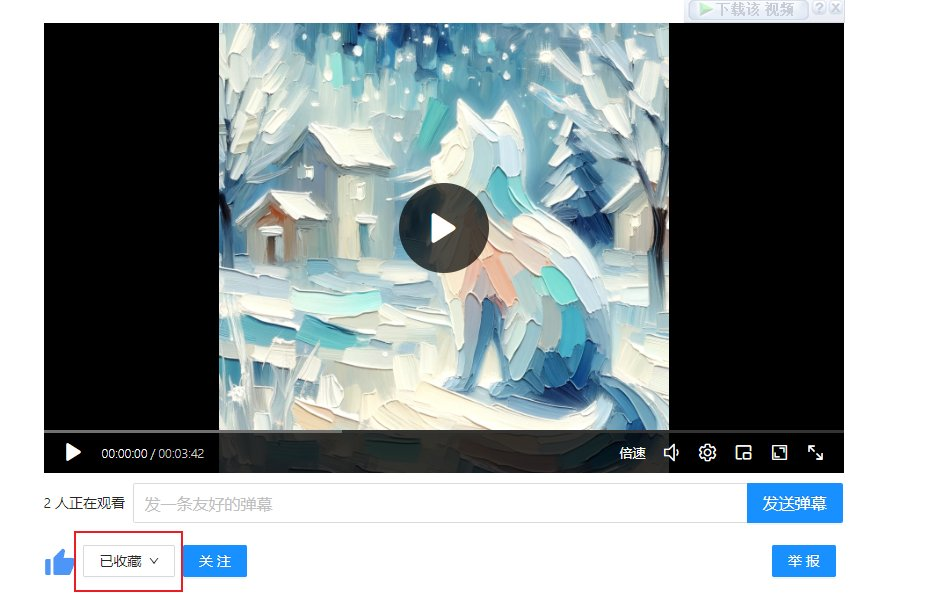 下载该 视频 ? X
00:00:00 / 00:03:42 倍速
2 人正在观看 发一条友好的弹幕 发送弹幕
已收藏 关 注 举 报